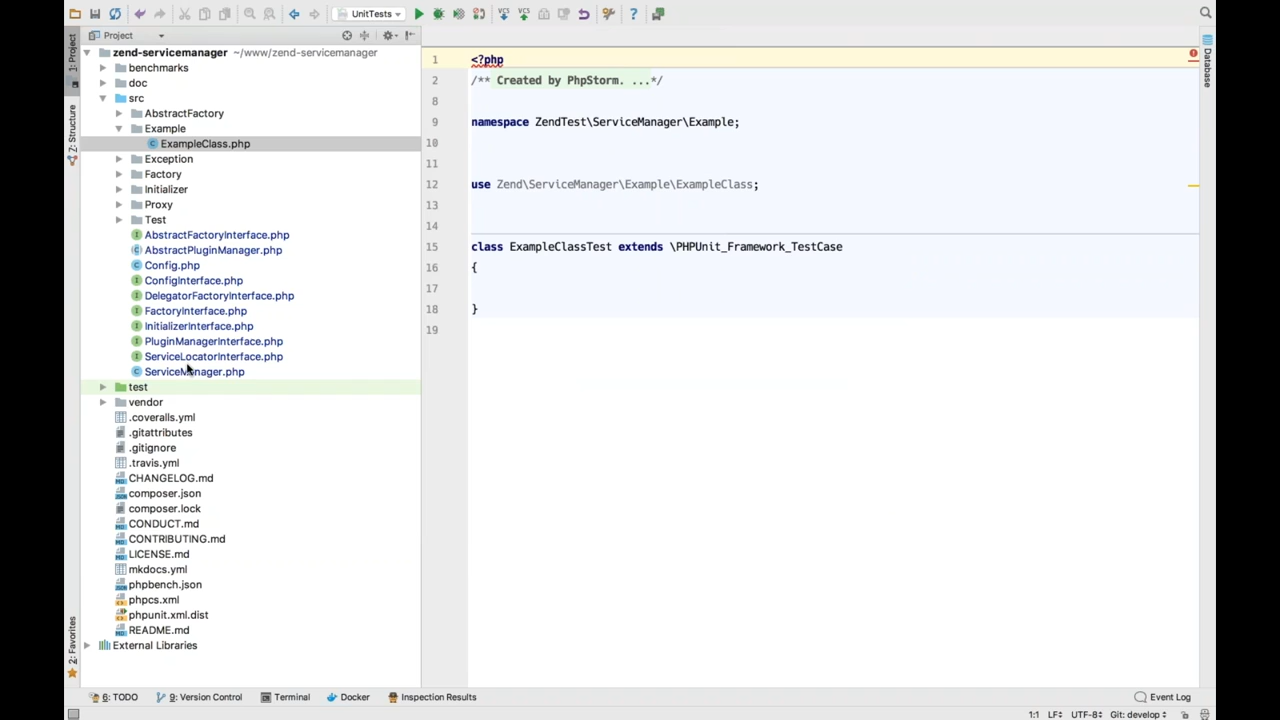 UnitTests
Project
zend-servicemanager ~/www/zend-servicemanager
benchmarks
doc
src
AbstractFactory
Example
ExampleClass.php
Exception
Factory
Initializer
Proxy
Test
AbstractFactoryInterface.php
AbstractPluginManager.php
Config.php
ConfigInterface.php
DelegatorFactoryInterface.php
FactoryInterface.php
InitializerInterface.php
PluginManagerInterface.php
ServiceLocatorInterface.php
ServiceManager.php
test
vendor
.coveralls.yml
.gitattributes
.gitignore
.travis.yml
CHANGELOG.md
composer.json
composer.lock
CONDUCT.md
CONTRIBUTING.md
LICENSE.md
mkdocs.yml
phpbench.json
phpcs.xml
phpunit.xml.dist
README.md
External Libraries
1: Project
Z: Structure
2: Favorites
1 <?php
2 /** Created by PhpStorm. ...*/
8
9 namespace ZendTest\ServiceManager\Example;
10
11
12 use Zend\ServiceManager\Example\ExampleClass;
13
14
15 class ExampleClassTest extends \PHPUnit_Framework_TestCase
16 {
17
18 }
19
Database
6: TODO
9: Version Control
Terminal
Docker
Inspection Results
Event Log
1:1 LF UTF-8 Git: develop